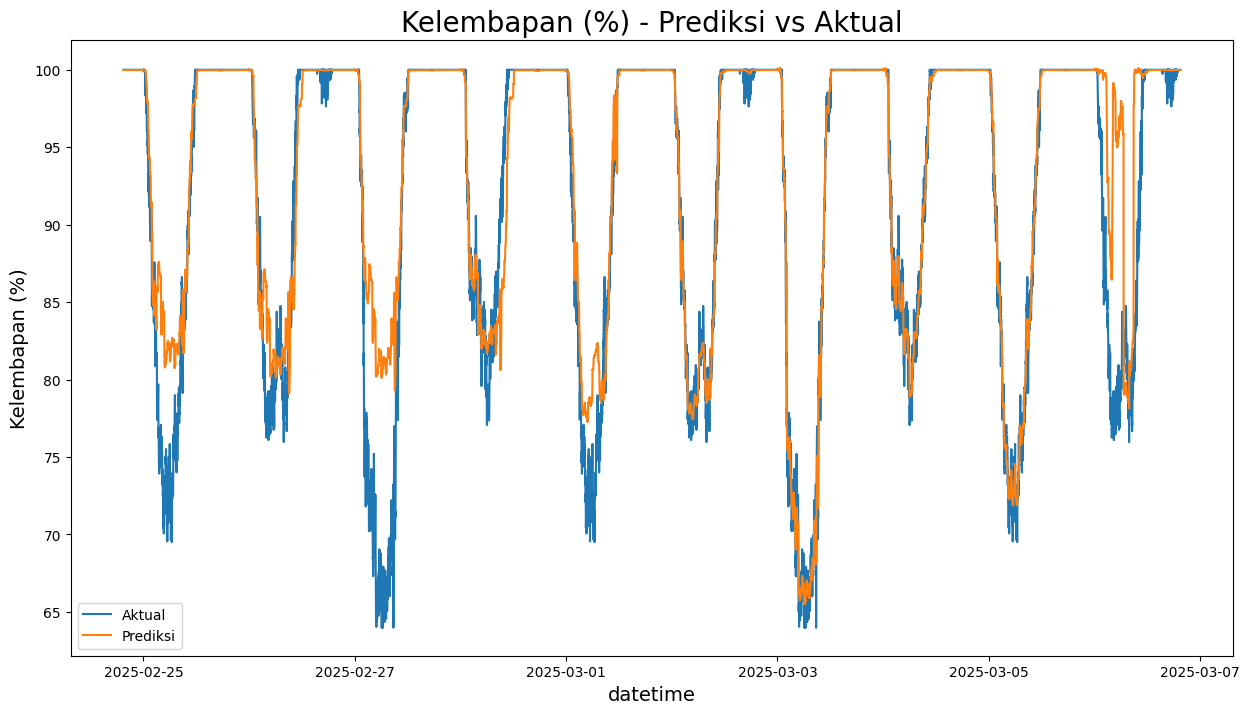 Kelembapan (%) - Prediksi vs Aktual
Kelembapan (%)
100
95
90
85
80
75
70
65
Aktual
Prediksi
2025-02-25
2025-02-27
2025-03-01
2025-03-03
2025-03-05
2025-03-07
datetime